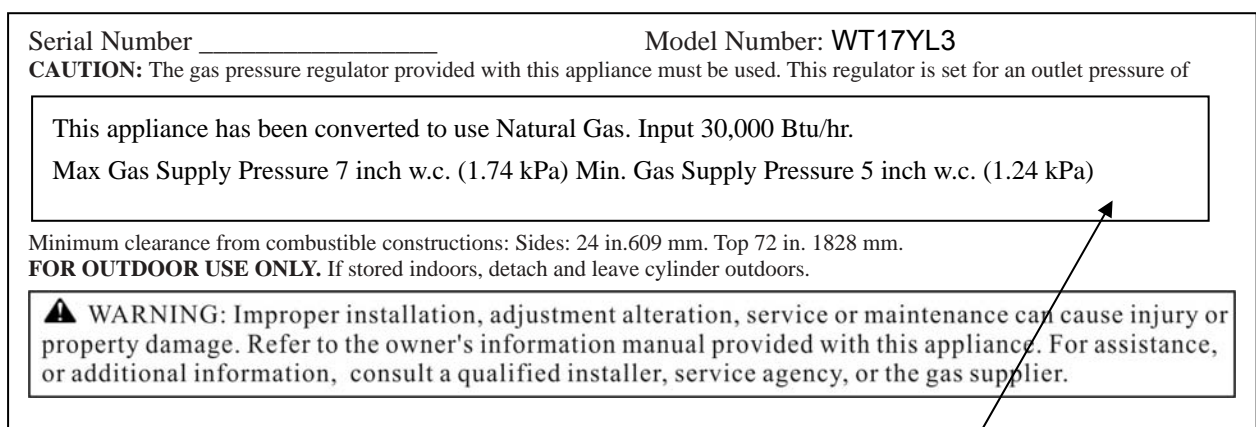 Serial Number _________________ Model Number: WT17YL3
CAUTION: The gas pressure regulator provided with this appliance must be used. This regulator is set for an outlet pressure of
This appliance has been converted to use Natural Gas. Input 30,000 Btu/hr.
Max Gas Supply Pressure 7 inch w.c. (1.74 kPa) Min. Gas Supply Pressure 5 inch w.c. (1.24 kPa)
Minimum clearance from combustible constructions: Sides: 24 in.609 mm. Top 72 in. 1828 mm.
FOR OUTDOOR USE ONLY. If stored indoors, detach and leave cylinder outdoors.
⚠ WARNING: Improper installation, adjustment alteration, service or maintenance can cause injury or
property damage. Refer to the owner's information manual provided with this appliance. For assistance,
or additional information, consult a qualified installer, service agency, or the gas supplier.